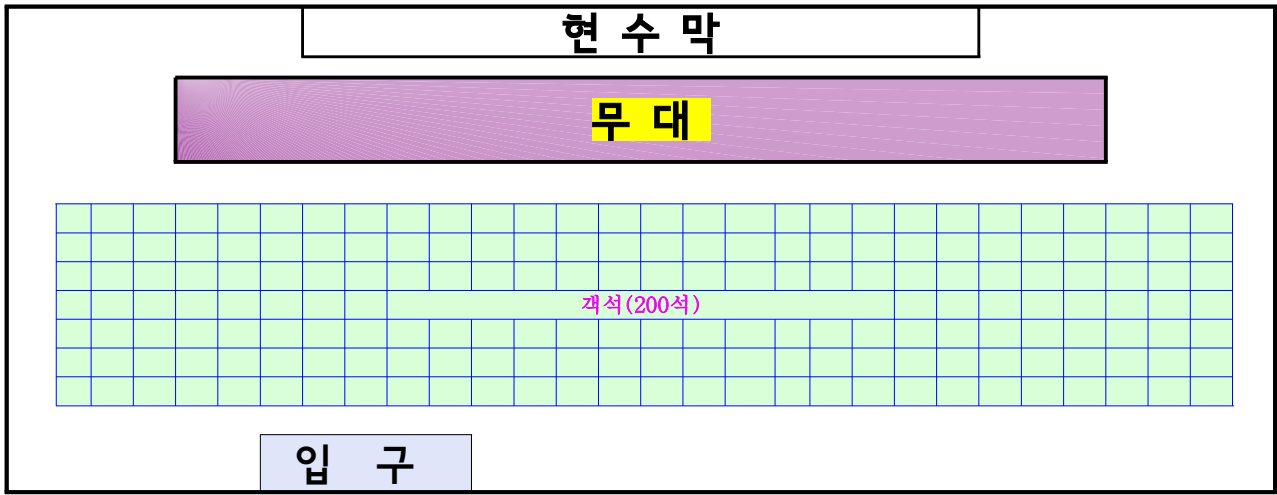 현 수 막
무 대
객석(200석)
입 구